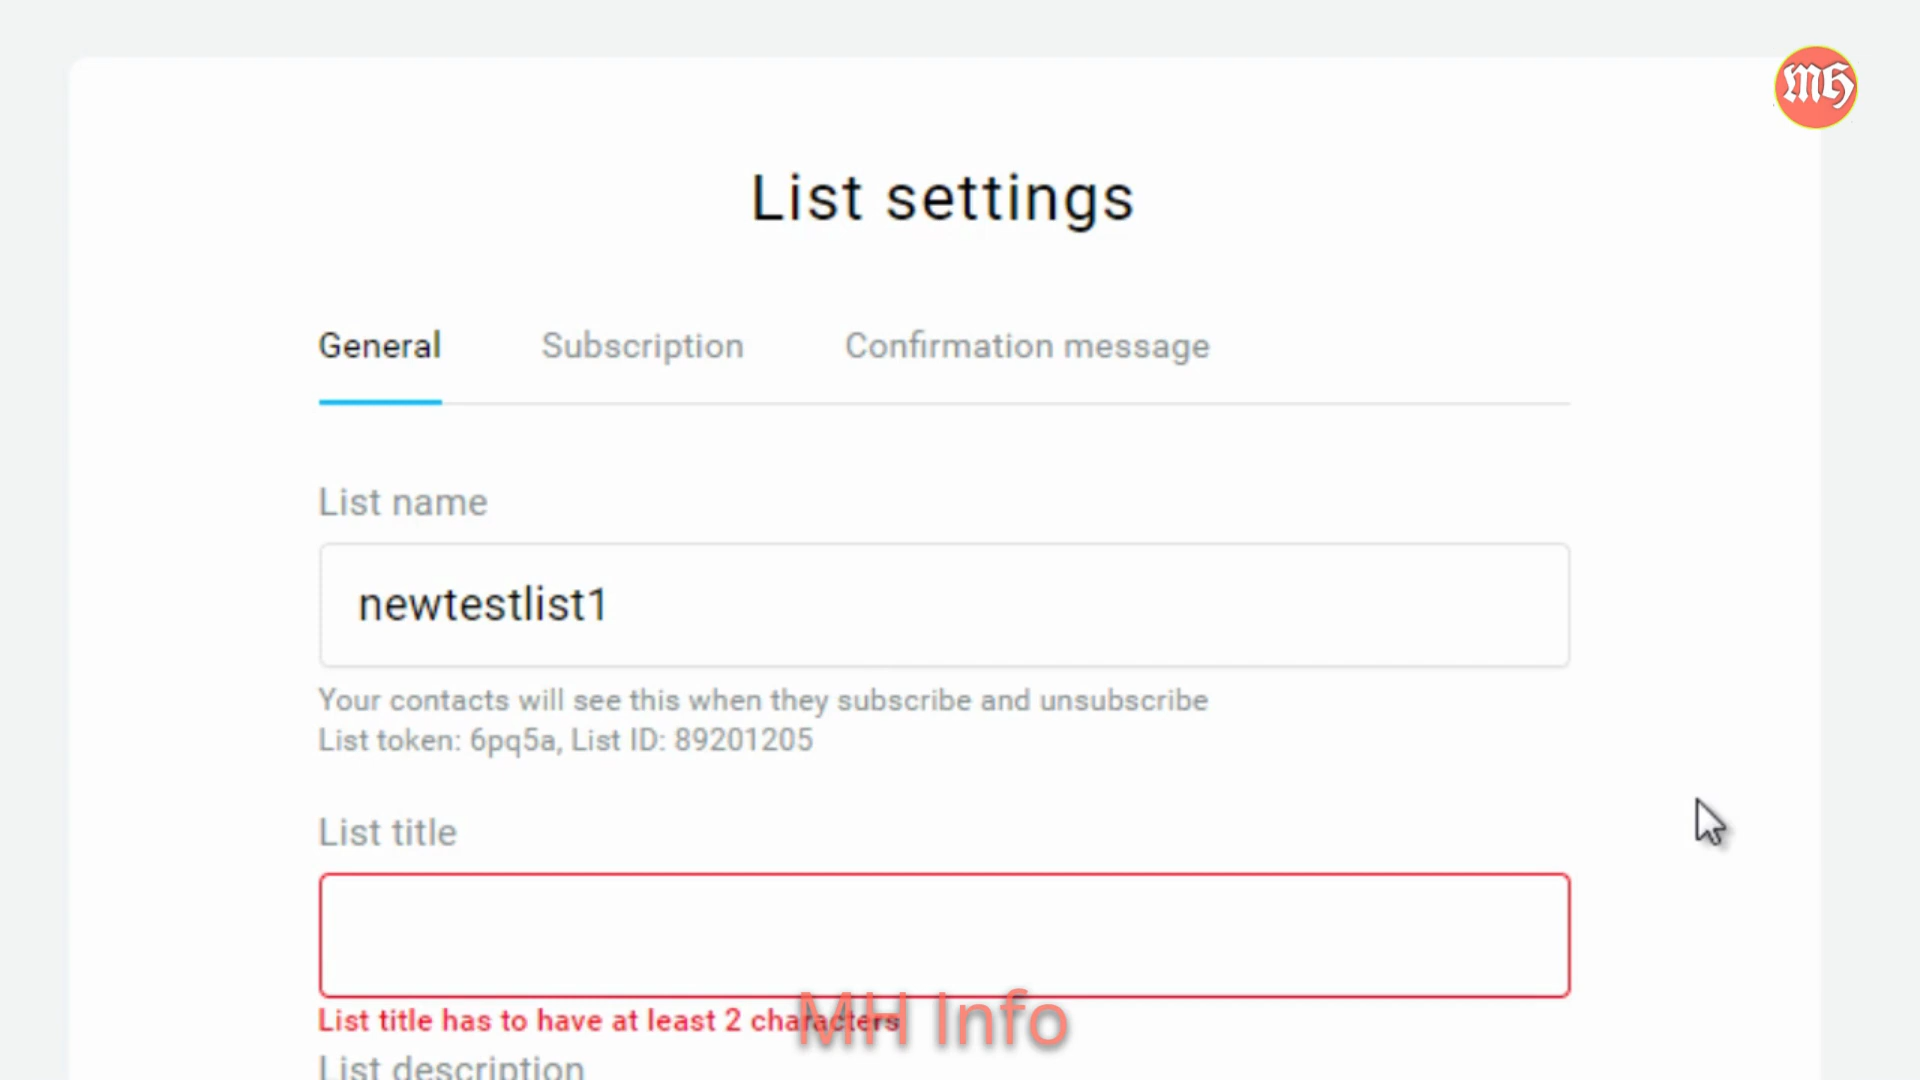 MH
List settings
General Subscription Confirmation message
List name
newtestlist1
Your contacts will see this when they subscribe and unsubscribe
List token: 6pq5a, List ID: 89201205
List title
List title has to have at least 2 characters
MH Info
List description